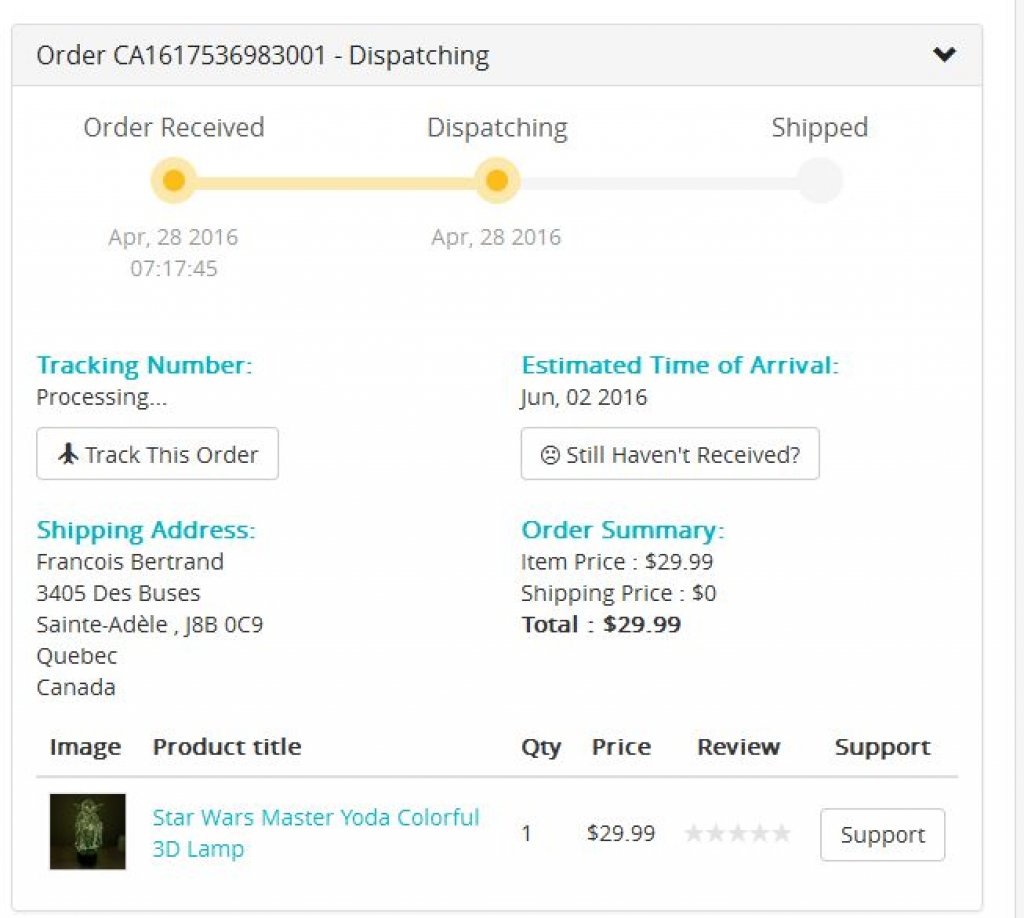 Order CA1617536983001 - Dispatching
Order Received Dispatching Shipped
Apr, 28 2016 Apr, 28 2016
07:17:45
Tracking Number: Estimated Time of Arrival:
Processing... Jun, 02 2016
Track This Order Still Haven't Received?
Shipping Address: Order Summary:
Francois Bertrand Item Price : $29.99
3405 Des Buses Shipping Price : $0
Sainte-Adèle , J8B 0C9 Total : $29.99
Quebec
Canada
Image Product title Qty Price Review Support
Star Wars Master Yoda Colorful
3D Lamp
1 $29.99 Support